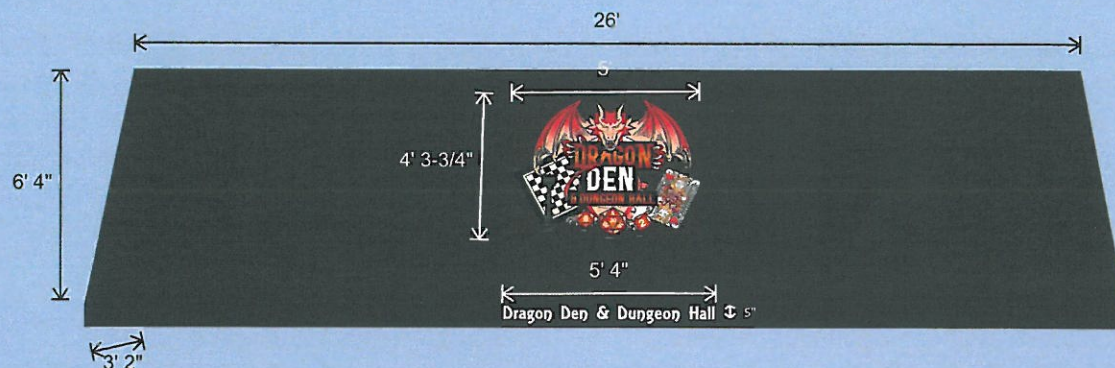 26'
5'
4' 3-3/4"
6' 4"
DRAGON
DEN
& DUNGEON HALL
5' 4"
Dragon Den & Dungeon Hall 5"
3' 2"